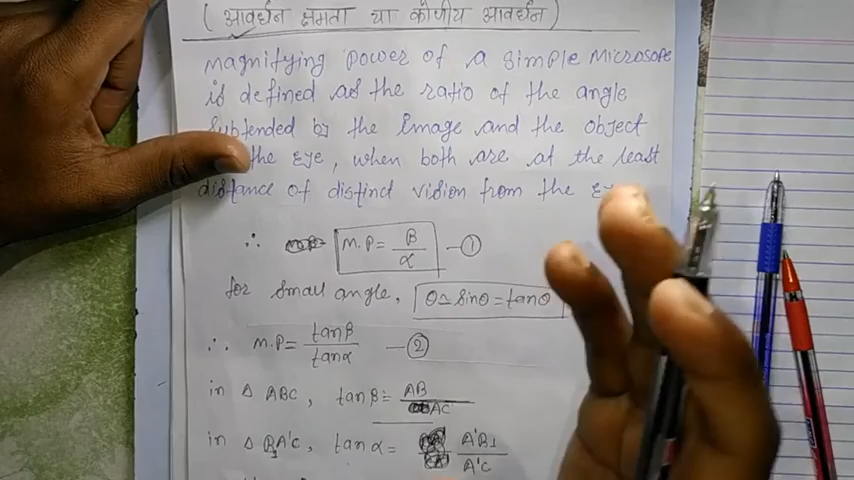 ( आवर्धन क्षमता या कोणीय आवर्धन )
Magnifying power of a simple Microsope
is defined as the ratio of the angle
subtended by the Image and the object
the Eye, when both are at the least
distance of distinct vision from the
∴ M.P = β/α —①
for small angle, θ ≃ sinθ = tanθ
∴ M.P = tanβ/tanα —②
in Δ ABC, tanβ = AB/AC
in Δ B₁A'C, tanα = A'B₁/A'C